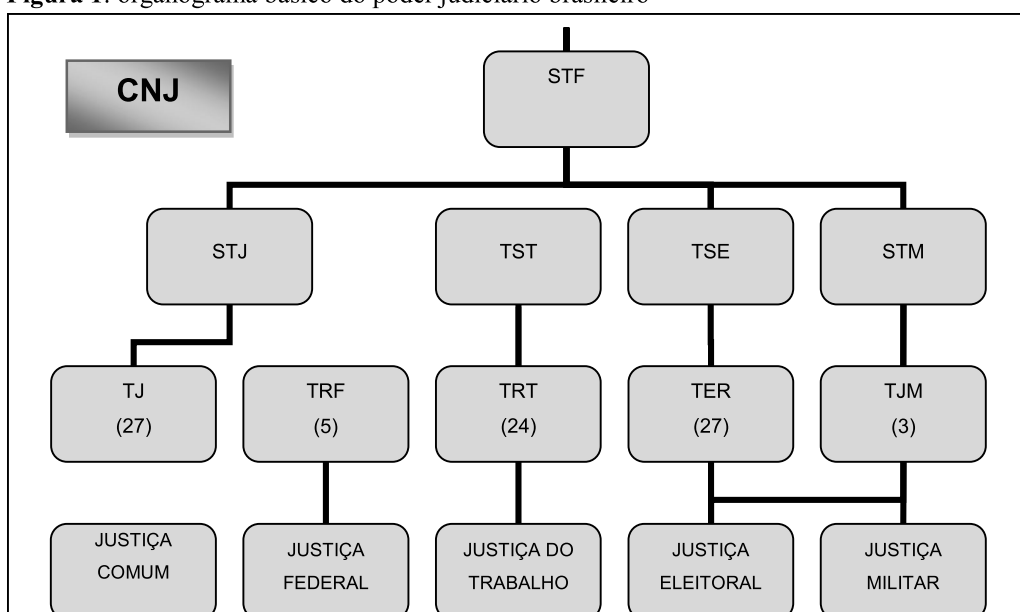 Figura 1: organograma básico do poder judiciário brasileiro
CNJ
STF
STJ
TST
TSE
STM
TJ
(27)
TRF
(5)
TRT
(24)
TER
(27)
TJM
(3)
JUSTIÇA
COMUM
JUSTIÇA
FEDERAL
JUSTIÇA DO
TRABALHO
JUSTIÇA
ELEITORAL
JUSTIÇA
MILITAR